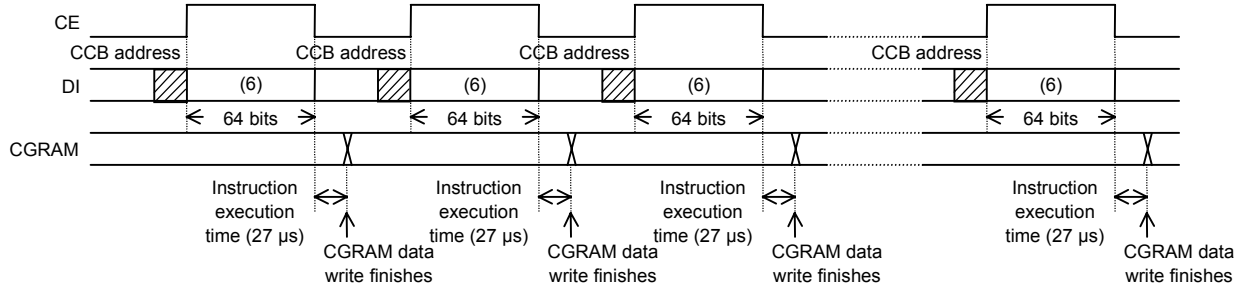 CE
CCB address CCB address CCB address CCB address
DI (6) (6) (6) (6)
64 bits 64 bits 64 bits 64 bits
CGRAM
Instruction Instruction Instruction Instruction
execution execution execution execution
time (27 µs) time (27 µs) time (27 µs) time (27 µs)
CGRAM data CGRAM data CGRAM data CGRAM data
write finishes write finishes write finishes write finishes